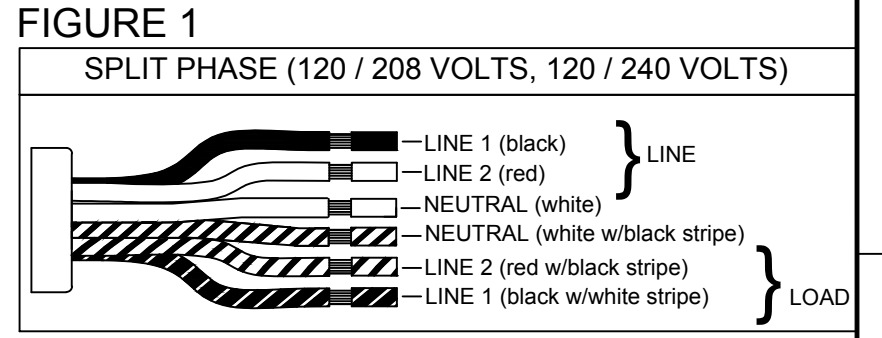 FIGURE 1
SPLIT PHASE (120 / 208 VOLTS, 120 / 240 VOLTS)
LINE 1 (black)
LINE 2 (red)
LINE
NEUTRAL (white)
NEUTRAL (white w/black stripe)
LINE 2 (red w/black stripe)
LINE 1 (black w/white stripe)
LOAD